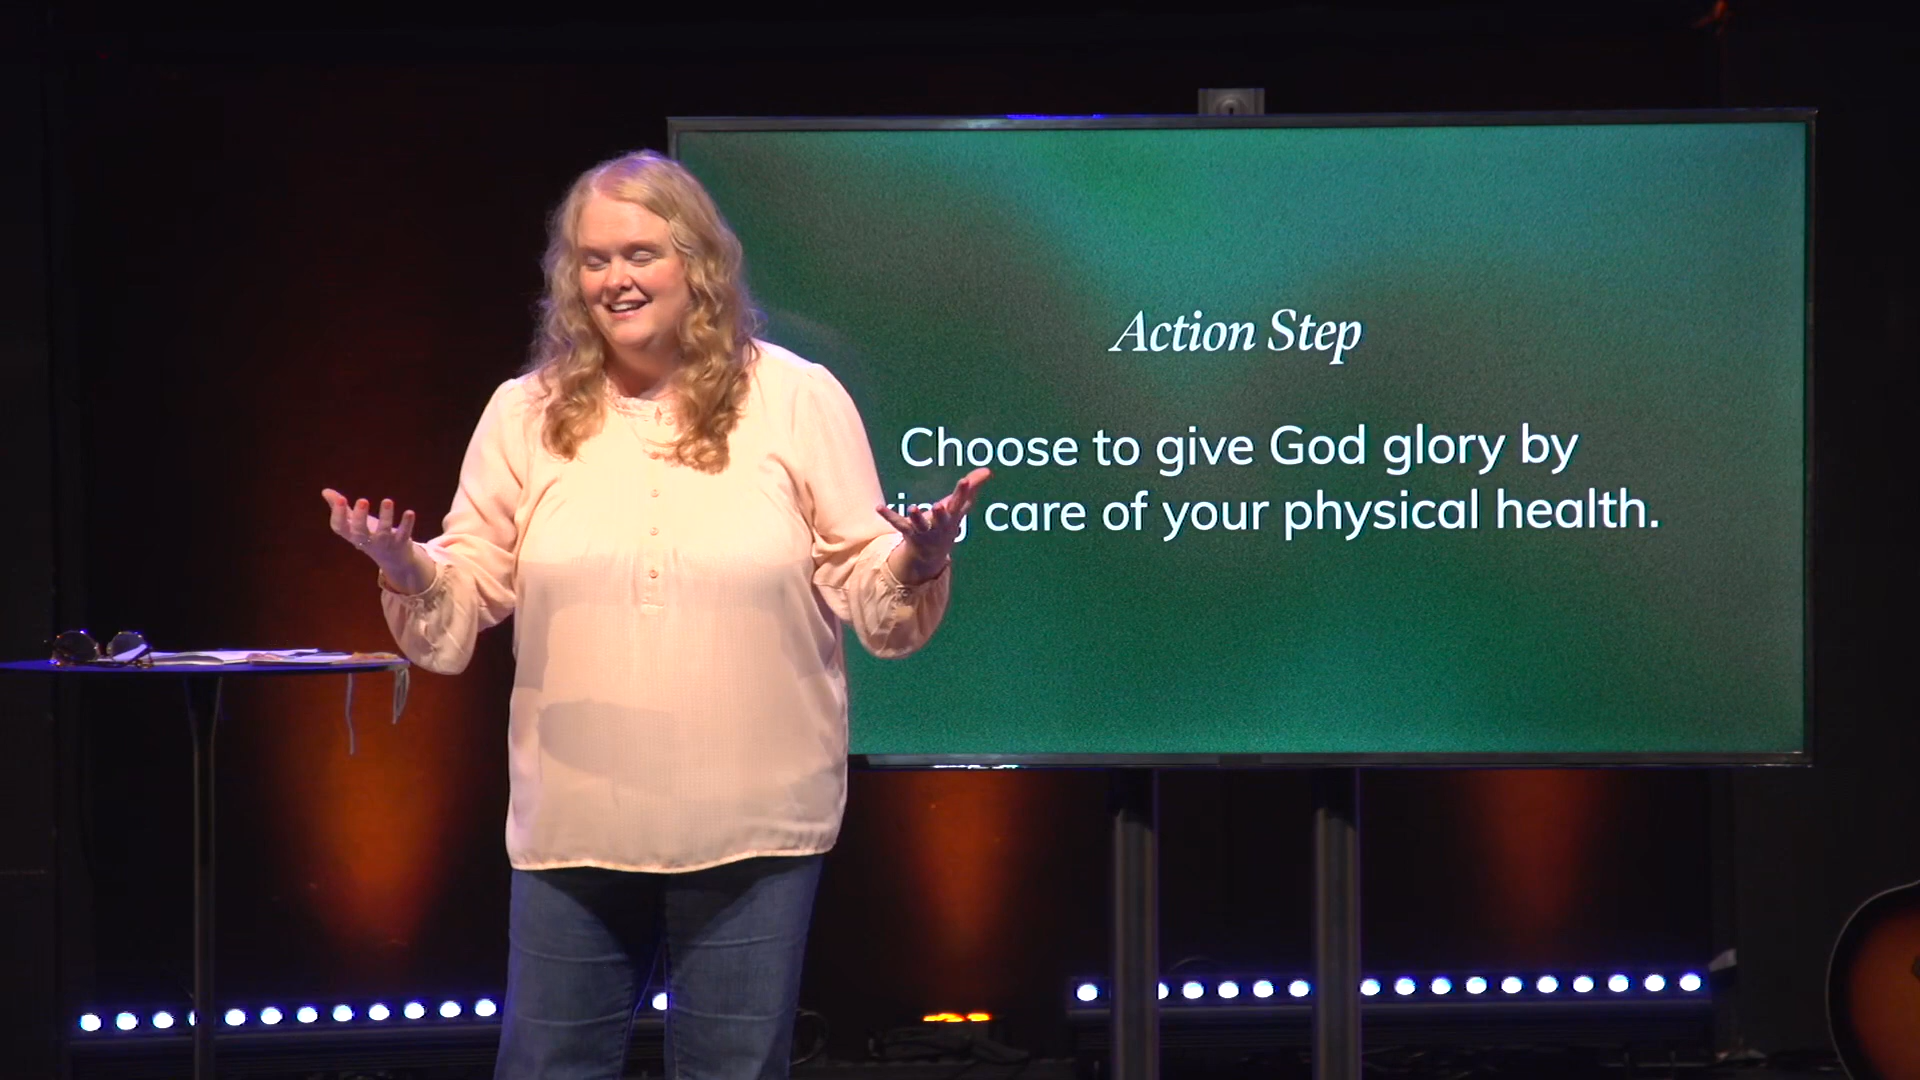 Action Step
Choose to give God glory by
care of your physical health.